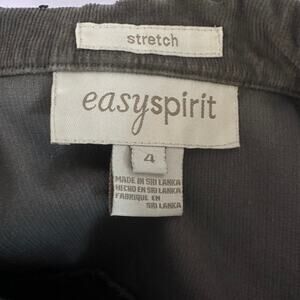 stretch
easyspirit
4
MADE IN SRI LANKA
HECHO EN SRI LANKA
FABRIQUE EN
SRI LANKA